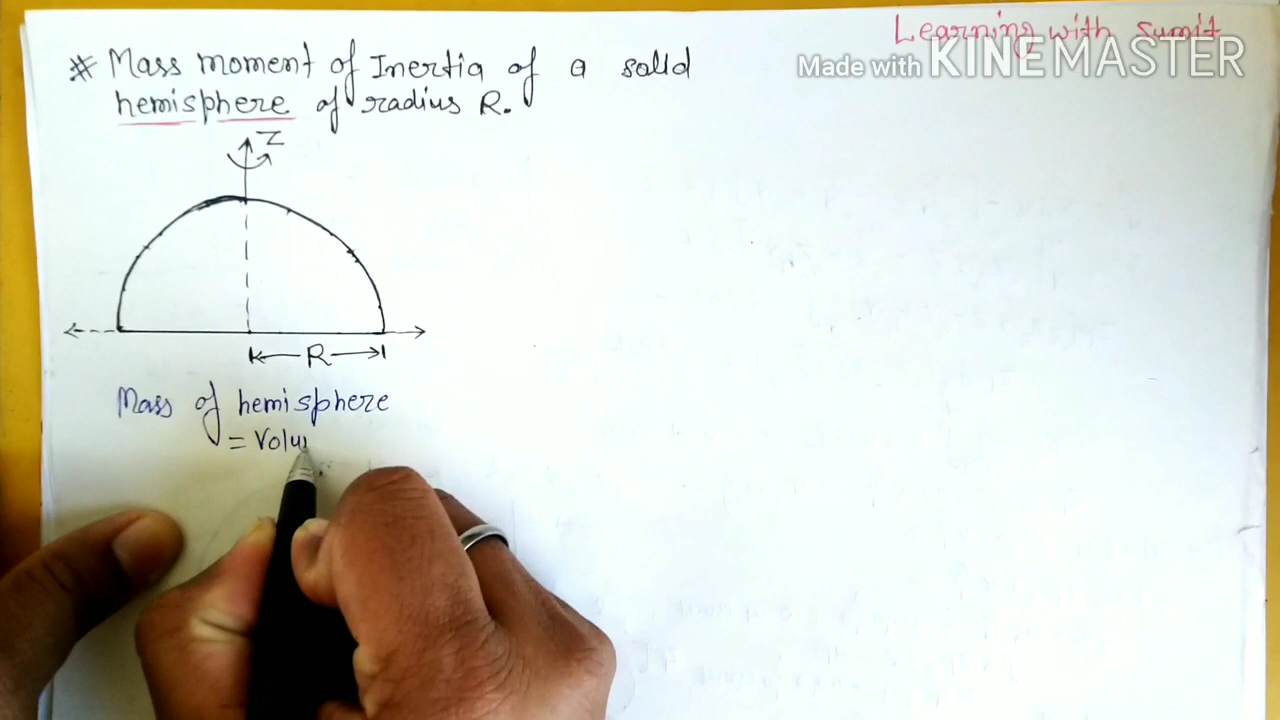 Learning with sumit
Made with KINEMASTER
* Mass moment of Inertia of a solid
hemisphere of radius R.
Z
R
Mass of hemisphere
= Volu